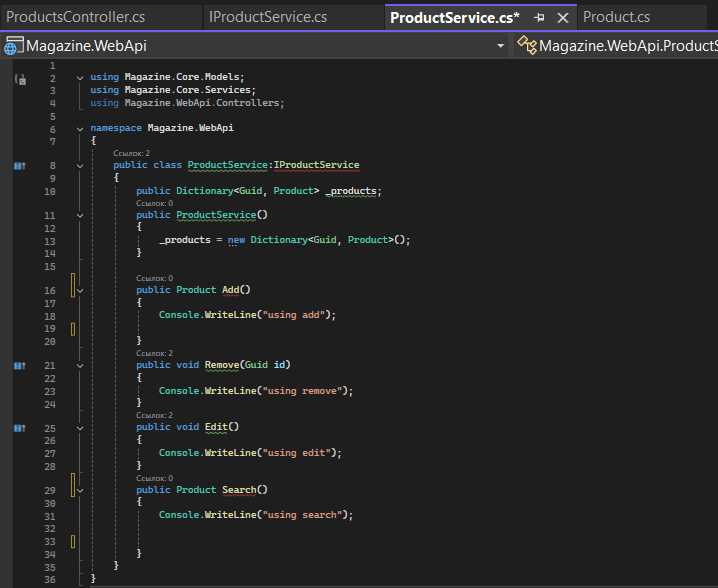 ProductsController.cs IProductService.cs ProductService.cs* Product.cs
Magazine.WebApi Magazine.WebApi.ProductS
1
2 using Magazine.Core.Models;
3 using Magazine.Core.Services;
4 using Magazine.WebApi.Controllers;
5
6 namespace Magazine.WebApi
7 {
Ссылок: 2
8 public class ProductService:IProductService
9 {
10 public Dictionary<Guid, Product> _products;
Ссылок: 0
11 public ProductService()
12 {
13 _products = new Dictionary<Guid, Product>();
14 }
15
Ссылок: 0
16 public Product Add()
17 {
18 Console.WriteLine("using add");
19
20 }
Ссылок: 2
21 public void Remove(Guid id)
22 {
23 Console.WriteLine("using remove");
24 }
Ссылок: 2
25 public void Edit()
26 {
27 Console.WriteLine("using edit");
28 }
Ссылок: 0
29 public Product Search()
30 {
31 Console.WriteLine("using search");
32
33
34 }
35 }
36 }